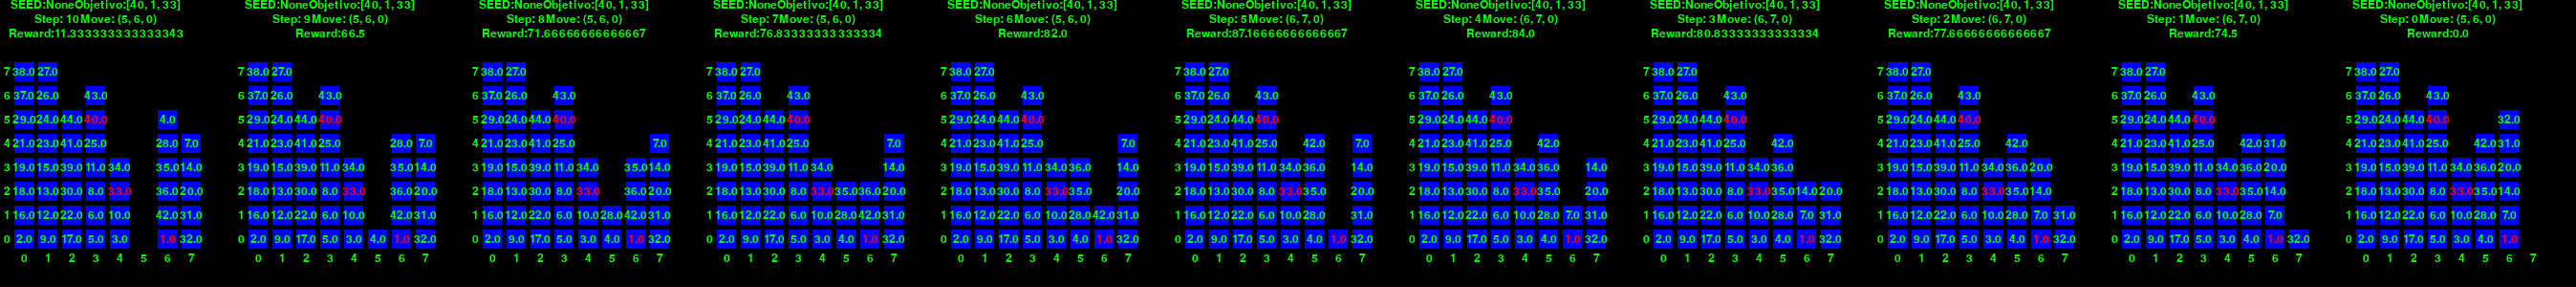 SEED:NoneObjetivo:[40, 1, 33]
Step: 10Move: (5, 6, 0)
Reward:11.333333333333343
7 38.0 27.0
6 37.0 26.0 43.0
5 29.0 24.0 44.0 40.0 4.0
4 21.0 23.0 41.0 25.0 28.0 7.0
3 19.0 15.0 39.0 11.0 34.0 35.0 14.0
2 18.0 13.0 30.0 8.0 33.0 36.0 20.0
1 16.0 12.0 22.0 6.0 10.0 42.0 31.0
0 2.0 9.0 17.0 5.0 3.0 1.0 32.0
0 1 2 3 4 5 6 7
SEED:NoneObjetivo:[40, 1, 33]
Step: 9Move: (5, 6, 0)
Reward:66.5
7 38.0 27.0
6 37.0 26.0 43.0
5 29.0 24.0 44.0 40.0
4 21.0 23.0 41.0 25.0 28.0 7.0
3 19.0 15.0 39.0 11.0 34.0 35.0 14.0
2 18.0 13.0 30.0 8.0 33.0 36.0 20.0
1 16.0 12.0 22.0 6.0 10.0 42.0 31.0
0 2.0 9.0 17.0 5.0 3.0 4.0 1.0 32.0
0 1 2 3 4 5 6 7
SEED:NoneObjetivo:[40, 1, 33]
Step: 8Move: (5, 6, 0)
Reward:71.66666666666667
7 38.0 27.0
6 37.0 26.0 43.0
5 29.0 24.0 44.0 40.0
4 21.0 23.0 41.0 25.0 7.0
3 19.0 15.0 39.0 11.0 34.0 35.0 14.0
2 18.0 13.0 30.0 8.0 33.0 36.0 20.0
1 16.0 12.0 22.0 6.0 10.0 28.0 42.0 31.0
0 2.0 9.0 17.0 5.0 3.0 4.0 1.0 32.0
0 1 2 3 4 5 6 7
SEED:NoneObjetivo:[40, 1, 33]
Step: 7Move: (5, 6, 0)
Reward:76.83333333333334
7 38.0 27.0
6 37.0 26.0 43.0
5 29.0 24.0 44.0 40.0
4 21.0 23.0 41.0 25.0 7.0
3 19.0 15.0 39.0 11.0 34.0 14.0
2 18.0 13.0 30.0 8.0 33.0 35.0 36.0 20.0
1 16.0 12.0 22.0 6.0 10.0 28.0 42.0 31.0
0 2.0 9.0 17.0 5.0 3.0 4.0 1.0 32.0
0 1 2 3 4 5 6 7
SEED:NoneObjetivo:[40, 1, 33]
Step: 6Move: (5, 6, 0)
Reward:82.0
7 38.0 27.0
6 37.0 26.0 43.0
5 29.0 24.0 44.0 40.0
4 21.0 23.0 41.0 25.0 7.0
3 19.0 15.0 39.0 11.0 34.0 36.0 14.0
2 18.0 13.0 30.0 8.0 33.0 35.0 20.0
1 16.0 12.0 22.0 6.0 10.0 28.0 42.0 31.0
0 2.0 9.0 17.0 5.0 3.0 4.0 1.0 32.0
0 1 2 3 4 5 6 7
SEED:NoneObjetivo:[40, 1, 33]
Step: 5Move: (6, 7, 0)
Reward:87.16666666666667
7 38.0 27.0
6 37.0 26.0 43.0
5 29.0 24.0 44.0 40.0
4 21.0 23.0 41.0 25.0 42.0 7.0
3 19.0 15.0 39.0 11.0 34.0 36.0 14.0
2 18.0 13.0 30.0 8.0 33.0 35.0 20.0
1 16.0 12.0 22.0 6.0 10.0 28.0 31.0
0 2.0 9.0 17.0 5.0 3.0 4.0 1.0 32.0
0 1 2 3 4 5 6 7
SEED:NoneObjetivo:[40, 1, 33]
Step: 4Move: (6, 7, 0)
Reward:84.0
7 38.0 27.0
6 37.0 26.0 43.0
5 29.0 24.0 44.0 40.0
4 21.0 23.0 41.0 25.0 42.0
3 19.0 15.0 39.0 11.0 34.0 36.0 14.0
2 18.0 13.0 30.0 8.0 33.0 35.0 20.0
1 16.0 12.0 22.0 6.0 10.0 28.0 7.0 31.0
0 2.0 9.0 17.0 5.0 3.0 4.0 1.0 32.0
0 1 2 3 4 5 6 7
SEED:NoneObjetivo:[40, 1, 33]
Step: 3Move: (6, 7, 0)
Reward:80.83333333333334
7 38.0 27.0
6 37.0 26.0 43.0
5 29.0 24.0 44.0 40.0
4 21.0 23.0 41.0 25.0 42.0
3 19.0 15.0 39.0 11.0 34.0 36.0
2 18.0 13.0 30.0 8.0 33.0 35.0 14.0 20.0
1 16.0 12.0 22.0 6.0 10.0 28.0 7.0 31.0
0 2.0 9.0 17.0 5.0 3.0 4.0 1.0 32.0
0 1 2 3 4 5 6 7
SEED:NoneObjetivo:[40, 1, 33]
Step: 2Move: (6, 7, 0)
Reward:77.66666666666667
7 38.0 27.0
6 37.0 26.0 43.0
5 29.0 24.0 44.0 40.0
4 21.0 23.0 41.0 25.0 42.0
3 19.0 15.0 39.0 11.0 34.0 36.0 20.0
2 18.0 13.0 30.0 8.0 33.0 35.0 14.0
1 16.0 12.0 22.0 6.0 10.0 28.0 7.0 31.0
0 2.0 9.0 17.0 5.0 3.0 4.0 1.0 32.0
0 1 2 3 4 5 6 7
SEED:NoneObjetivo:[40, 1, 33]
Step: 1Move: (6, 7, 0)
Reward:74.5
7 38.0 27.0
6 37.0 26.0 43.0
5 29.0 24.0 44.0 40.0
4 21.0 23.0 41.0 25.0 42.0 31.0
3 19.0 15.0 39.0 11.0 34.0 36.0 20.0
2 18.0 13.0 30.0 8.0 33.0 35.0 14.0
1 16.0 12.0 22.0 6.0 10.0 28.0 7.0
0 2.0 9.0 17.0 5.0 3.0 4.0 1.0 32.0
0 1 2 3 4 5 6 7
SEED:NoneObjetivo:[40, 1, 33]
Step: 0Move: (5, 6, 0)
Reward:0.0
7 38.0 27.0
6 37.0 26.0 43.0
5 29.0 24.0 44.0 40.0 32.0
4 21.0 23.0 41.0 25.0 42.0 31.0
3 19.0 15.0 39.0 11.0 34.0 36.0 20.0
2 18.0 13.0 30.0 8.0 33.0 35.0 14.0
1 16.0 12.0 22.0 6.0 10.0 28.0 7.0
0 2.0 9.0 17.0 5.0 3.0 4.0 1.0
0 1 2 3 4 5 6 7